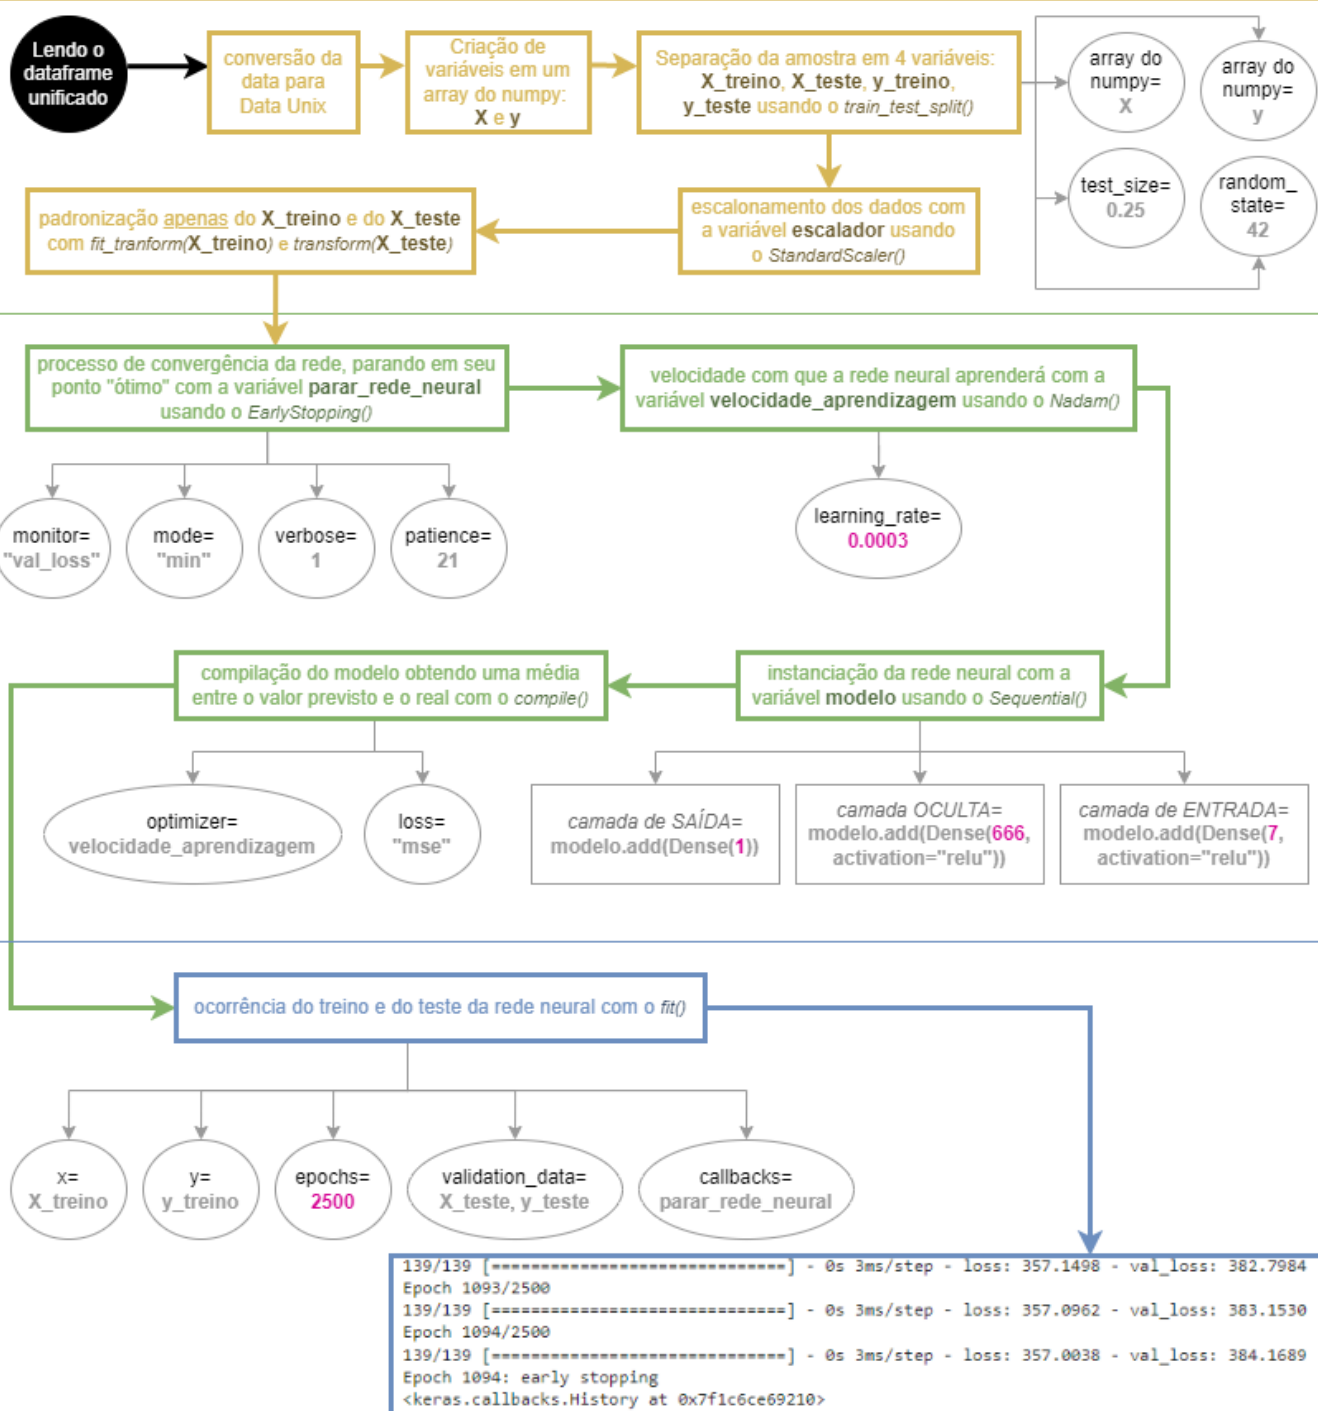 Lendo o
dataframe
unificado
conversão da
data para
Data Unix
Criação de
variáveis em um
array do numpy:
X e y
Separação da amostra em 4 variáveis:
X_treino, X_teste, y_treino,
y_teste usando o train_test_split()
array do
numpy=
X
array do
numpy=
y
test_size=
0.25
random_
state=
42
escalonamento dos dados com
a variável escalador usando
o StandardScaler()
padronização apenas do X_treino e do X_teste
com fit_tranform(X_treino) e transform(X_teste)
processo de convergência da rede, parando em seu
ponto "ótimo" com a variável parar_rede_neural
usando o EarlyStopping()
velocidade com que a rede neural aprenderá com a
variável velocidade_aprendizagem usando o Nadam()
monitor=
"val_loss"
mode=
"min"
verbose=
1
patience=
21
learning_rate=
0.0003
compilação do modelo obtendo uma média
entre o valor previsto e o real com o compile()
instanciação da rede neural com a
variável modelo usando o Sequential()
optimizer=
velocidade_aprendizagem
loss=
"mse"
camada de SAÍDA=
modelo.add(Dense(1))
camada OCULTA=
modelo.add(Dense(666,
activation="relu"))
camada de ENTRADA=
modelo.add(Dense(7,
activation="relu"))
ocorrência do treino e do teste da rede neural com o fit()
x=
X_treino
y=
y_treino
epochs=
2500
validation_data=
X_teste, y_teste
callbacks=
parar_rede_neural
139/139 [==============================] - 0s 3ms/step - loss: 357.1498 - val_loss: 382.7984
Epoch 1093/2500
139/139 [==============================] - 0s 3ms/step - loss: 357.0962 - val_loss: 383.1530
Epoch 1094/2500
139/139 [==============================] - 0s 3ms/step - loss: 357.0038 - val_loss: 384.1689
Epoch 1094: early stopping
<keras.callbacks.History at 0x7f1c6ce69210>